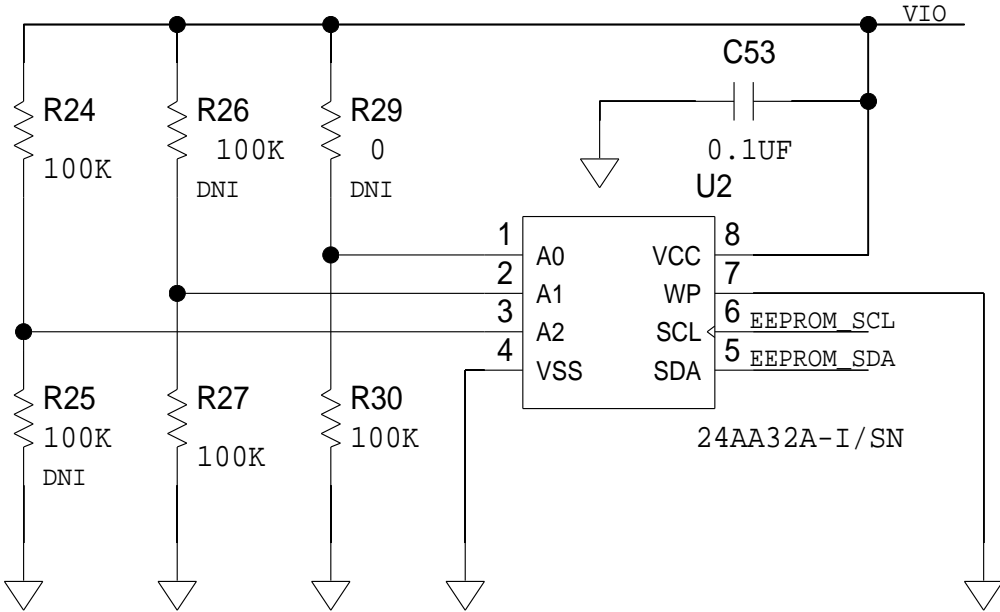 VIO
C53
R24
R26
R29
100K
0
0.1UF
100K
DNI
DNI
U2
1
8
A0
VCC
2
7
A1
WP
3
6
EEPROM_SCL
A2
SCL
4
5
EEPROM_SDA
VSS
SDA
R25
R27
R30
100K
100K
24AA32A-I/SN
100K
DNI